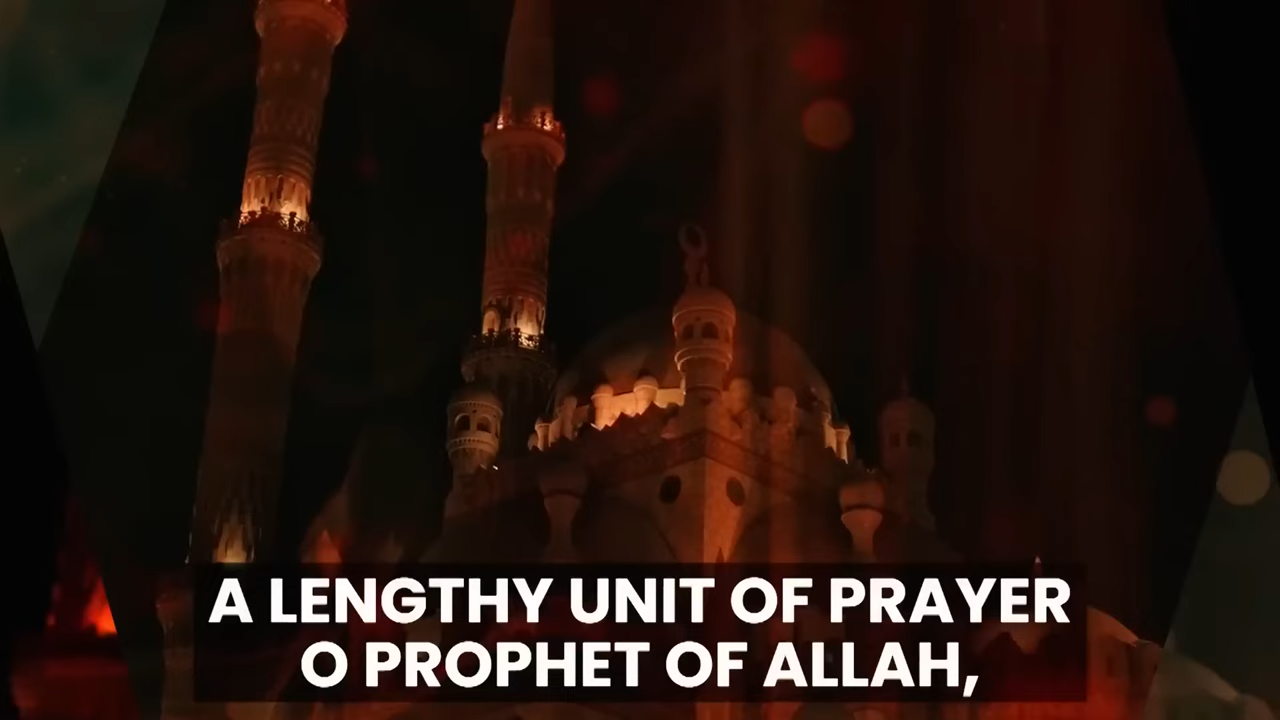 A LENGTHY UNIT OF PRAYER
O PROPHET OF ALLAH,